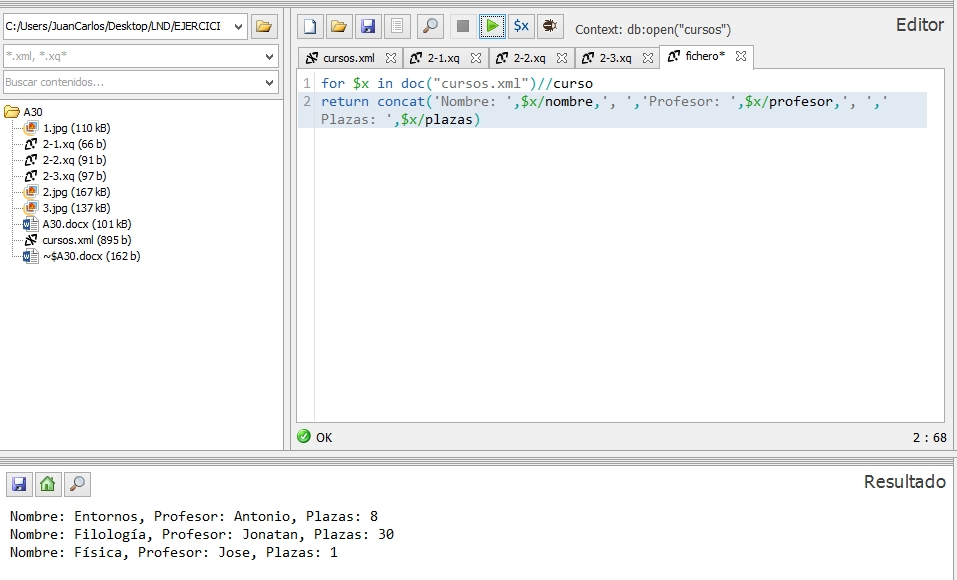 C:/Users/JuanCarlos/Desktop/LND/EJERCICI
*.xml, *.xq*
Buscar contenidos...
A30
1.jpg (110 kB)
2-1.xq (66 b)
2-2.xq (91 b)
2-3.xq (97 b)
2.jpg (167 kB)
3.jpg (137 kB)
A30.docx (101 kB)
cursos.xml (895 b)
~$A30.docx (162 b)
$x
Context: db:open("cursos")
Editor
cursos.xml
2-1.xq
2-2.xq
2-3.xq
fichero*
1 for $x in doc("cursos.xml")//curso
2 return concat('Nombre: ',$x/nombre,', ','Profesor: ',$x/profesor,', ','
Plazas: ',$x/plazas)
OK
2 : 68
Resultado
Nombre: Entornos, Profesor: Antonio, Plazas: 8
Nombre: Filología, Profesor: Jonatan, Plazas: 30
Nombre: Física, Profesor: Jose, Plazas: 1